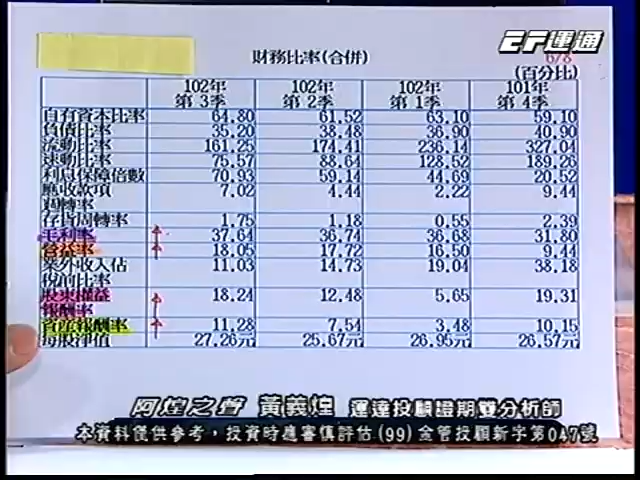 EF運通
6/8
財務比率(合併)
(百分比)
102年 第3季 102年 第2季 102年 第1季 101年 第4季
自有資本比率 64.80 61.52 63.10 59.10
負債比率 35.20 38.48 36.90 40.90
流動比率 161.25 174.41 236.14 327.04
速動比率 75.57 88.64 128.52 189.26
利息保障倍數 70.93 59.14 44.69 20.52
應收款項週轉率 7.02 4.44 2.22 9.44
存貨周轉率 1.75 1.18 0.55 2.39
毛利率 37.64 36.74 36.68 31.80
營益率 18.05 17.72 16.50 9.44
業外收入佔稅前比率 11.03 14.73 19.04 38.18
股東權益報酬率 18.24 12.48 5.65 19.31
資產報酬率 11.28 7.54 3.48 10.15
每股淨值 27.26元 25.67元 26.95元 26.57元
阿煌之聲 黃義煌 運達投顧證期雙分析師
本資料僅供參考，投資時應審慎評估(99)金管投顧新字第047號